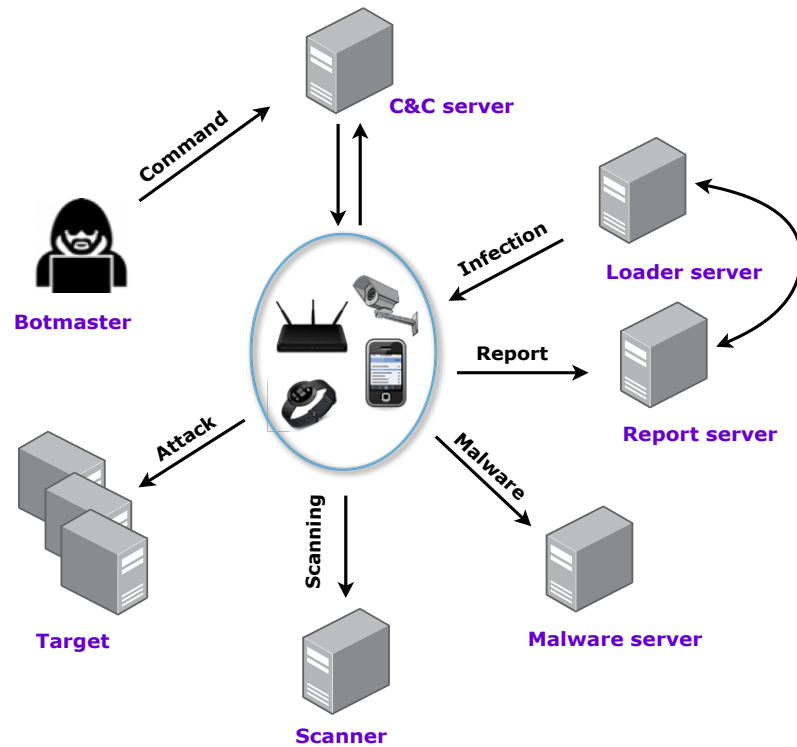 C&C server
Command
Botmaster
Infection
Loader server
Report
Report server
Attack
Malware
Scanning
Target
Malware server
Scanner